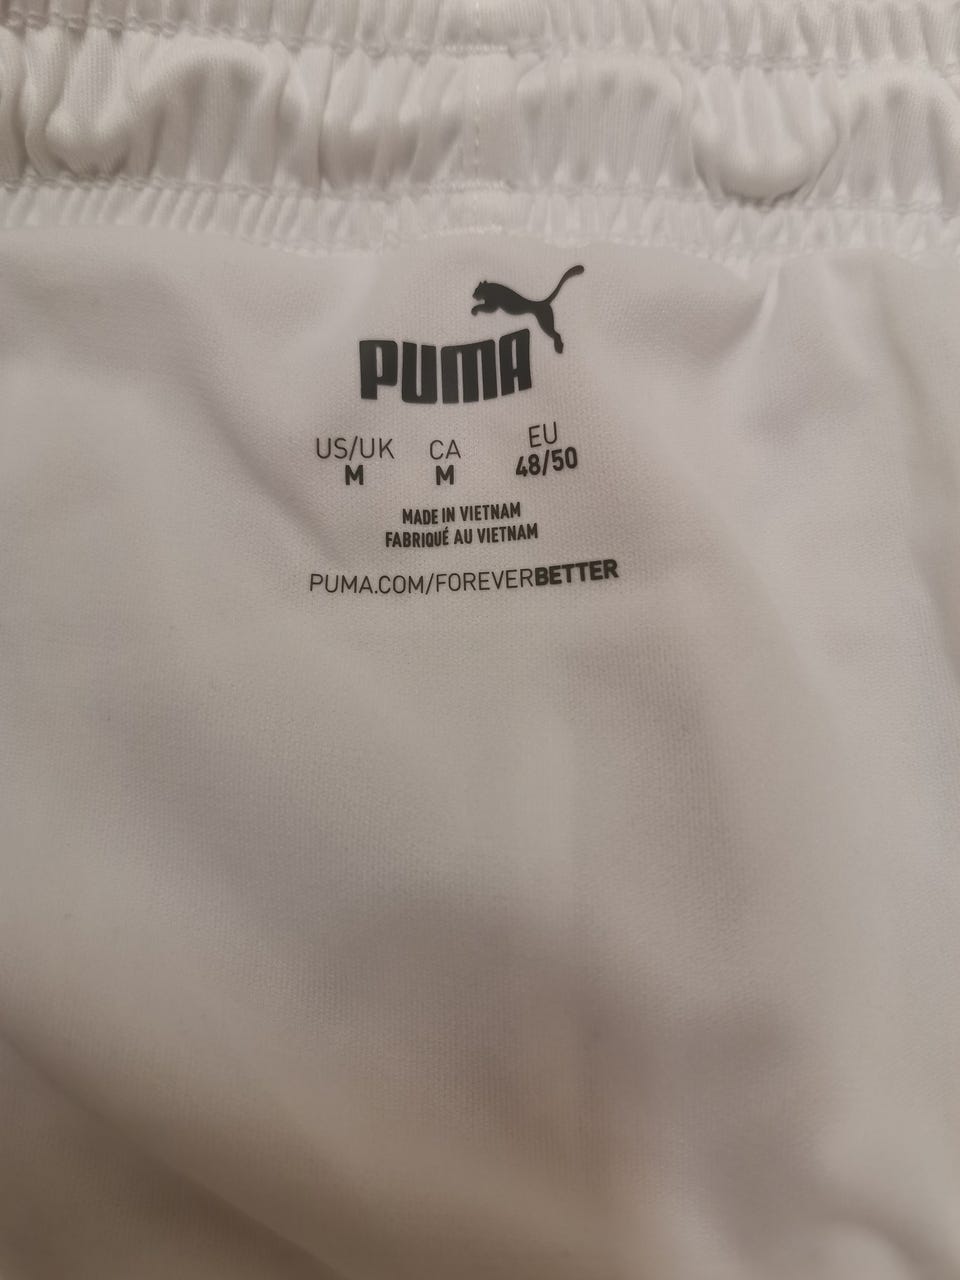 PUMA
US/UK CA EU
M M 48/50
MADE IN VIETNAM
FABRIQUÉ AU VIETNAM
PUMA.COM/FOREVERBETTER